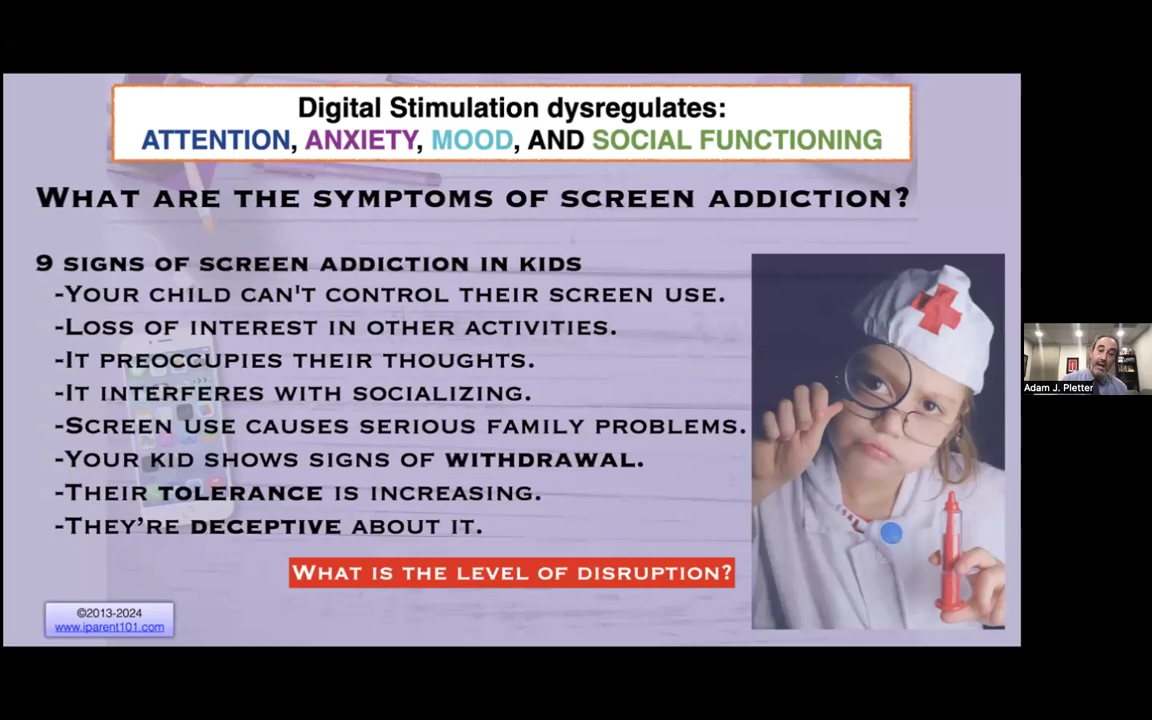 Digital Stimulation dysregulates:
ATTENTION, ANXIETY, MOOD, AND SOCIAL FUNCTIONING
WHAT ARE THE SYMPTOMS OF SCREEN ADDICTION?
9 SIGNS OF SCREEN ADDICTION IN KIDS
-YOUR CHILD CAN'T CONTROL THEIR SCREEN USE.
-LOSS OF INTEREST IN OTHER ACTIVITIES.
-IT PREOCCUPIES THEIR THOUGHTS.
-IT INTERFERES WITH SOCIALIZING.
-SCREEN USE CAUSES SERIOUS FAMILY PROBLEMS.
-YOUR KID SHOWS SIGNS OF WITHDRAWAL.
-THEIR TOLERANCE IS INCREASING.
-THEY'RE DECEPTIVE ABOUT IT.
WHAT IS THE LEVEL OF DISRUPTION?
©2013-2024
www.iparent101.com
Adam J. Pletter